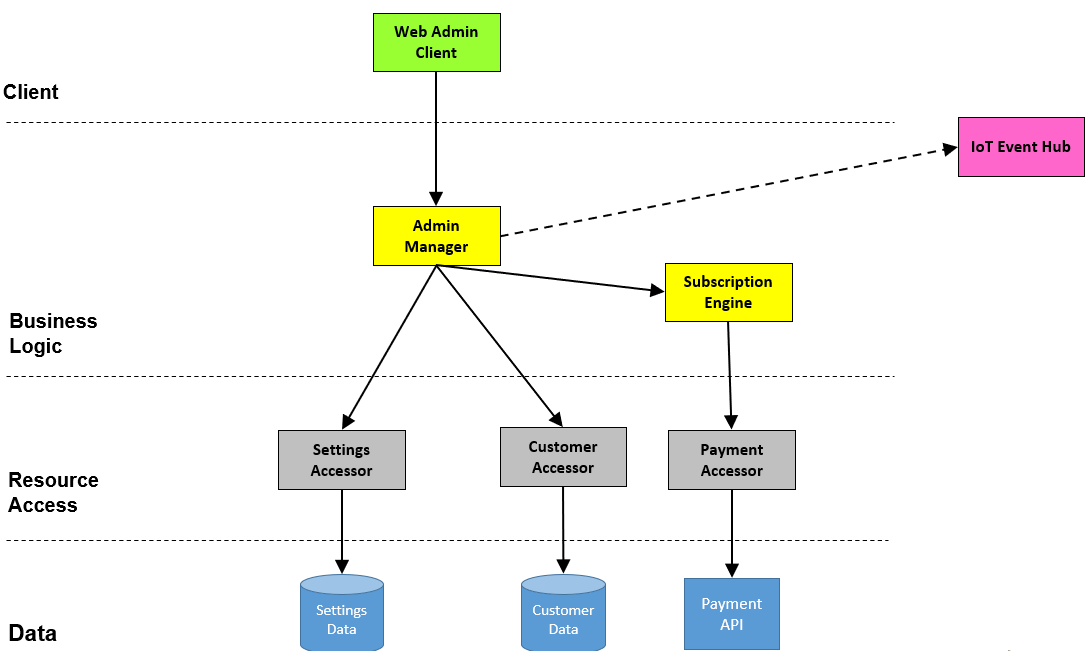 Web Admin
Client
Client
IoT Event Hub
Admin
Manager
Subscription
Engine
Business
Logic
Settings
Accessor
Customer
Accessor
Payment
Accessor
Resource
Access
Settings
Data
Customer
Data
Payment
API
Data